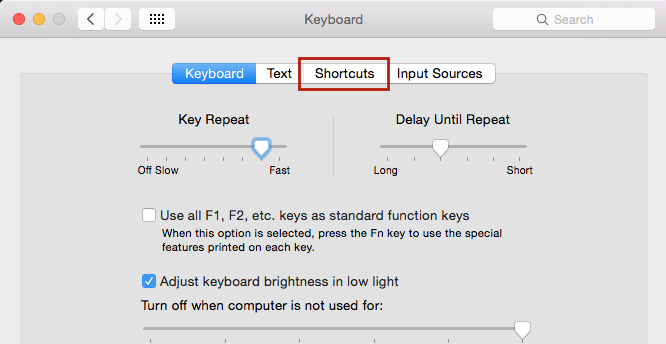 Keyboard
Search
Keyboard Text Shortcuts Input Sources
Key Repeat
Delay Until Repeat
Off Slow Fast
Long Short
Use all F1, F2, etc. keys as standard function keys
When this option is selected, press the Fn key to use the special
features printed on each key.
Adjust keyboard brightness in low light
Turn off when computer is not used for: